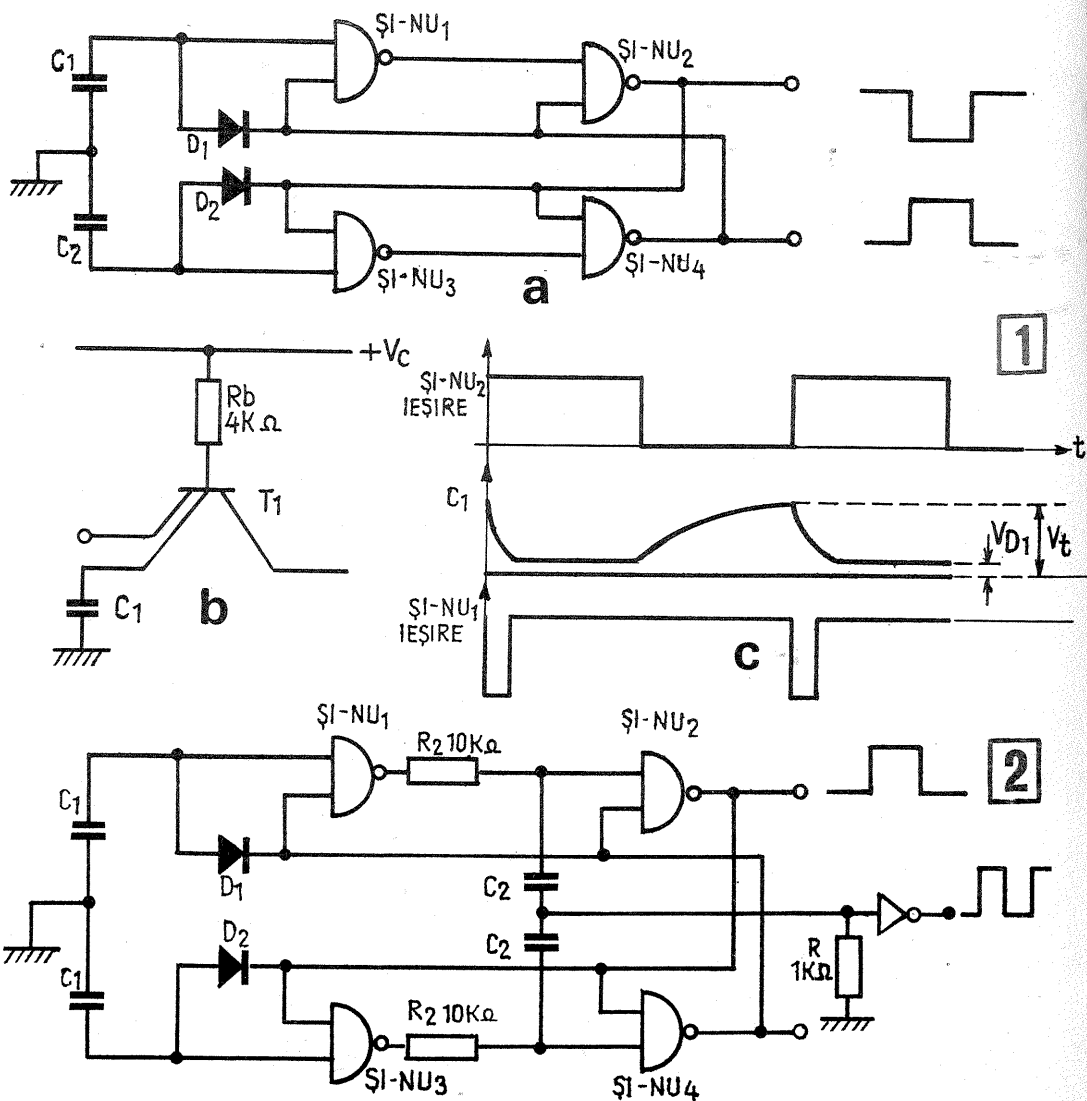 ŞI-NU1
ŞI-NU2
C1
D1
D2
C2
ŞI-NU3
ŞI-NU4
a
1
+Vc
Rb
4KΩ
T1
C1
b
ŞI-NU2
IEŞIRE
t
C1
VD1
Vt
ŞI-NU1
IEŞIRE
c
ŞI-NU1
R2 10KΩ
ŞI-NU2
2
C1
D1
C2
D2
C2
R
1KΩ
C1
R2 10KΩ
ŞI-NU3
ŞI-NU4